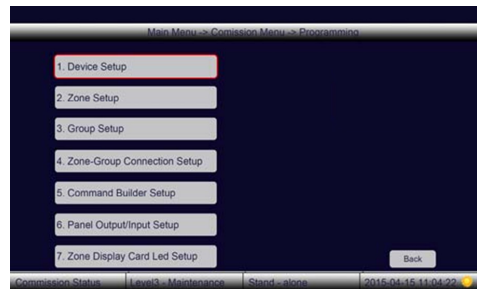 Main Menu -> Comission Menu -> Programming
1. Device Setup
2. Zone Setup
3. Group Setup
4. Zone-Group Connection Setup
5. Command Builder Setup
6. Panel Output/Input Setup
7. Zone Display Card Led Setup
Back
Commission Status Level3 - Maintenance Stand - alone 2015-04-15 11:04:22